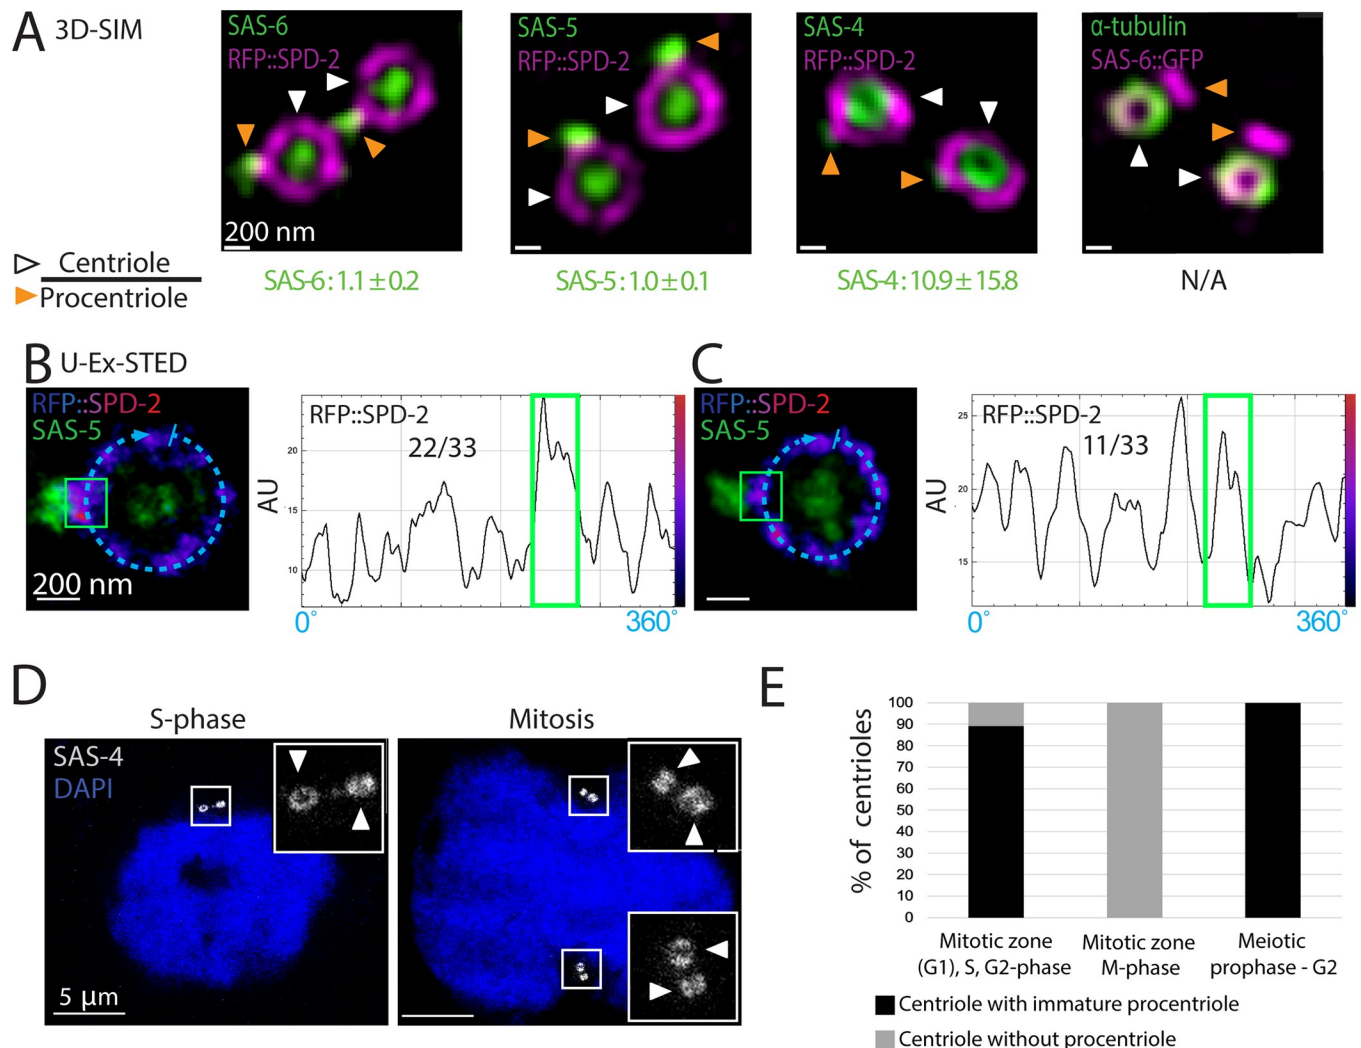 A 3D-SIM
SAS-6
RFP::SPD-2
200 nm
SAS-5
RFP::SPD-2
SAS-4
RFP::SPD-2
α-tubulin
SAS-6::GFP
Centriole
Procentriole
SAS-6:1.1±0.2
SAS-5:1.0±0.1
SAS-4:10.9±15.8
N/A
B U-Ex-STED
RFP::SPD-2
SAS-5
200 nm
RFP::SPD-2
22/33
AU
20
15
10
0°
360°
C
RFP::SPD-2
SAS-5
RFP::SPD-2
11/33
AU
25
20
15
0°
360°
D
S-phase
Mitosis
SAS-4
DAPI
5 µm
E
% of centrioles
100
90
80
70
60
50
40
30
20
10
0
Mitotic zone
(G1), S, G2-phase
Mitotic zone
M-phase
Meiotic
prophase - G2
Centriole with immature procentriole
Centriole without procentriole